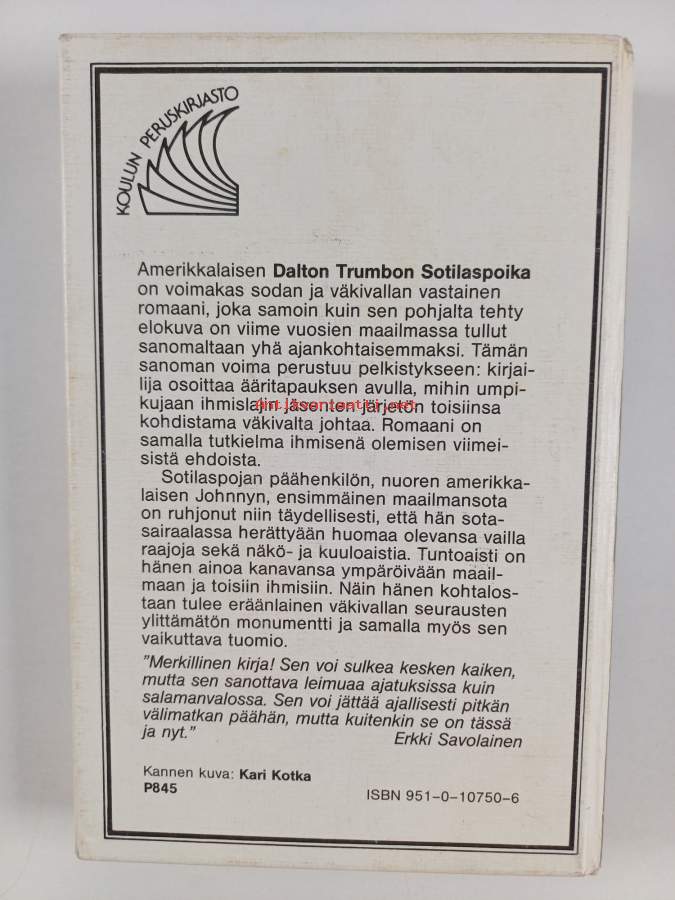 KOULUN PERUSKIRJASTO
Amerikkalaisen Dalton Trumbon Sotilaspoika
on voimakas sodan ja väkivallan vastainen
romaani, joka samoin kuin sen pohjalta tehty
elokuva on viime vuosien maailmassa tullut
sanomaltaan yhä ajankohtaisemmaksi. Tämän
sanoman voima perustuu pelkistykseen: kirjai-
lija osoittaa ääritapauksen avulla, mihin umpi-
kujaan ihmislajin jäsenten järjetön toisiinsa
Antikvariaatti.net
kohdistama väkivalta johtaa. Romaani on
samalla tutkielma ihmisenä olemisen viimei-
sistä ehdoista.
Sotilaspojan päähenkilön, nuoren amerikka-
laisen Johnnyn, ensimmäinen maailmansota
on ruhjonut niin täydellisesti, että hän sota-
sairaalassa herättyään huomaa olevansa vailla
raajoja sekä näkö- ja kuuloaistia. Tuntoaisti on
hänen ainoa kanavansa ympäröivään maail-
maan ja toisiin ihmisiin. Näin hänen kohtalos-
taan tulee eräänlainen väkivallan seurausten
ylittämätön monumentti ja samalla myös sen
vaikuttava tuomio.
"Merkillinen kirja! Sen voi sulkea kesken kaiken,
mutta sen sanottava leimuaa ajatuksissa kuin
salamanvalossa. Sen voi jättää ajallisesti pitkän
välimatkan päähän, mutta kuitenkin se on tässä
ja nyt." Erkki Savolainen
Kannen kuva: Kari Kotka
P845
ISBN 951-0-10750-6